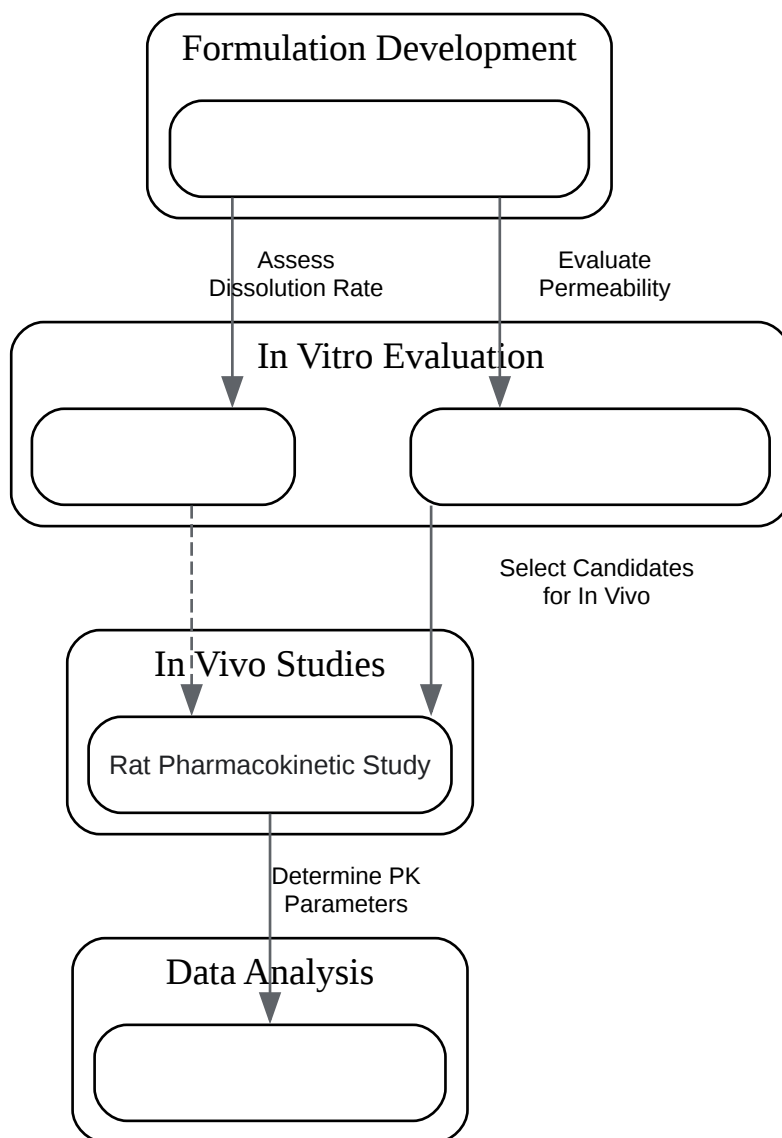 Formulation Development
Assess
Dissolution Rate
Evaluate
Permeability
In Vitro Evaluation
Select Candidates
for In Vivo
In Vivo Studies
Rat Pharmacokinetic Study
Determine PK
Parameters
Data Analysis